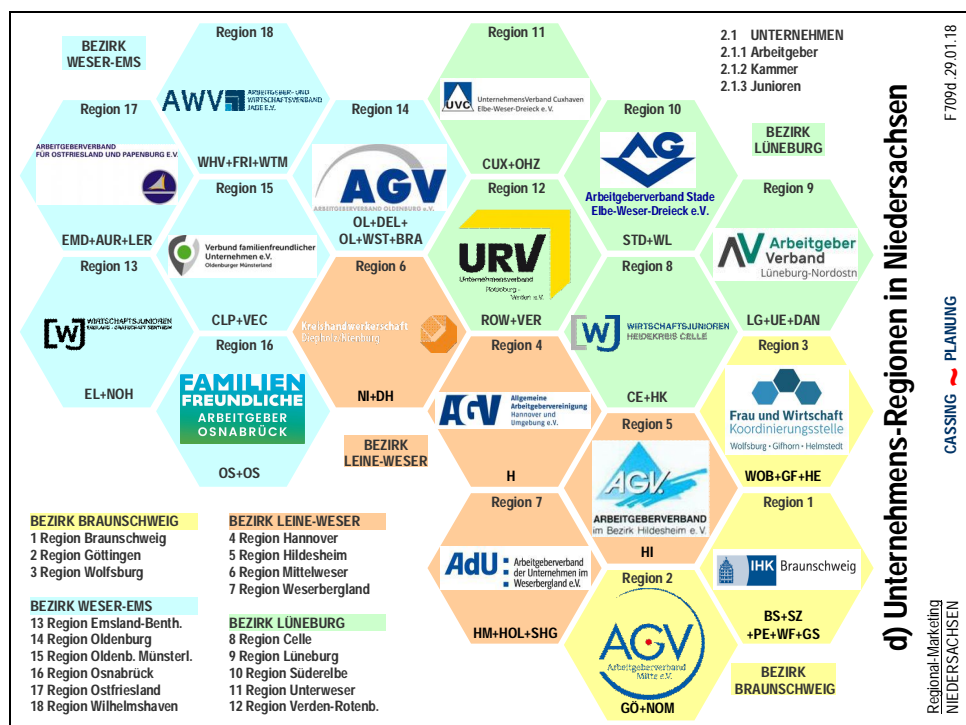 BEZIRK
WESER-EMS
Region 18
AWV
ARBEITGEBER- UND
WIRTSCHAFTSVERBAND
JADE E.V.
WHV+FRI+WTM
Region 11
UVC
UnternehmensVerband Cuxhaven
Elbe-Weser-Dreieck e. V.
CUX+OHZ
2.1 UNTERNEHMEN
2.1.1 Arbeitgeber
2.1.2 Kammer
2.1.3 Junioren
Region 17
ARBEITGEBERVERBAND
FÜR OSTFRIESLAND UND PAPENBURG E.V.
EMD+AUR+LER
Region 14
AGV
ARBEITGEBERVERBAND OLDENBURG e.V.
OL+DEL+
OL+WST+BRA
Region 10
AG
Arbeitgeberverband Stade
Elbe-Weser-Dreieck e.V.
STD+WL
BEZIRK
LÜNEBURG
Region 15
Verbund familienfreundlicher
Unternehmen e.V.
Oldenburger Münsterland
CLP+VEC
Region 12
URV
Unternehmensverband
Rotenburg -
Verden e.V.
ROW+VER
Region 9
AV Arbeitgeber
Verband
Lüneburg-Nordostn
LG+UE+DAN
Region 13
[WJ]
WIRTSCHAFTSJUNIOREN
EMSLAND - GRAFSCHAFT BENTHEIM
EL+NOH
Region 6
Kreishandwerkerschaft
Diepholz/Nienburg
NI+DH
Region 8
[WJ]
WIRTSCHAFTSJUNIOREN
HEIDEKREIS CELLE
CE+HK
Region 16
FAMILIEN
FREUNDLICHE
ARBEITGEBER
OSNABRÜCK
OS+OS
Region 4
AGV
Allgemeine
Arbeitgebervereinigung
Hannover und
Umgebung e.V.
H
Region 3
Frau und Wirtschaft
Koordinierungsstelle
Wolfsburg • Gifhorn • Helmstedt
WOB+GF+HE
BEZIRK
LEINE-WESER
Region 5
AGV.
ARBEITGEBERVERBAND
im Bezirk Hildesheim e. V.
HI
Region 7
AdU:
Arbeitgeberverband
der Unternehmen im
Weserbergland e.V.
HM+HOL+SHG
Region 1
IHK Braunschweig
BS+SZ
+PE+WF+GS
Region 2
AGV
Arbeitgeberverband
Mitte e.V.
GÖ+NOM
BEZIRK
BRAUNSCHWEIG
BEZIRK BRAUNSCHWEIG
1 Region Braunschweig
2 Region Göttingen
3 Region Wolfsburg
BEZIRK WESER-EMS
13 Region Emsland-Benth.
14 Region Oldenburg
15 Region Oldenb. Münsterl.
16 Region Osnabrück
17 Region Ostfriesland
18 Region Wilhelmshaven
BEZIRK LEINE-WESER
4 Region Hannover
5 Region Hildesheim
6 Region Mittelweser
7 Region Weserbergland
BEZIRK LÜNEBURG
8 Region Celle
9 Region Lüneburg
10 Region Süderelbe
11 Region Unterweser
12 Region Verden-Rotenb.
d) Unternehmens-Regionen in Niedersachsen
Regional-Marketing
NIEDERSACHSEN
CASSING ~ PLANUNG
F709d.29.01.18